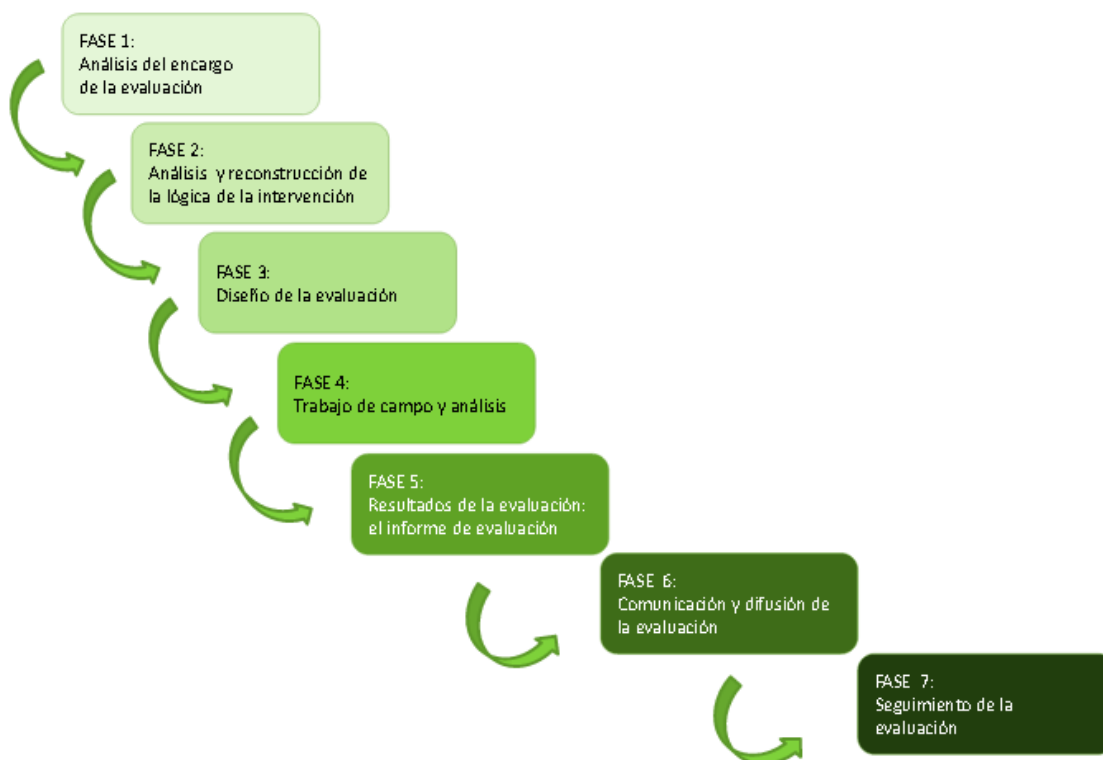 FASE 1:
Análisis del encargo
de la evaluación
FASE 2:
Análisis y reconstrucción de
la lógica de la intervención
FASE 3:
Diseño de la evaluación
FASE 4:
Trabajo de campo y análisis
FASE 5:
Resultados de la evaluación:
el informe de evaluación
FASE 6:
Comunicación y difusión de
la evaluación
FASE 7:
Seguimiento de la
evaluación